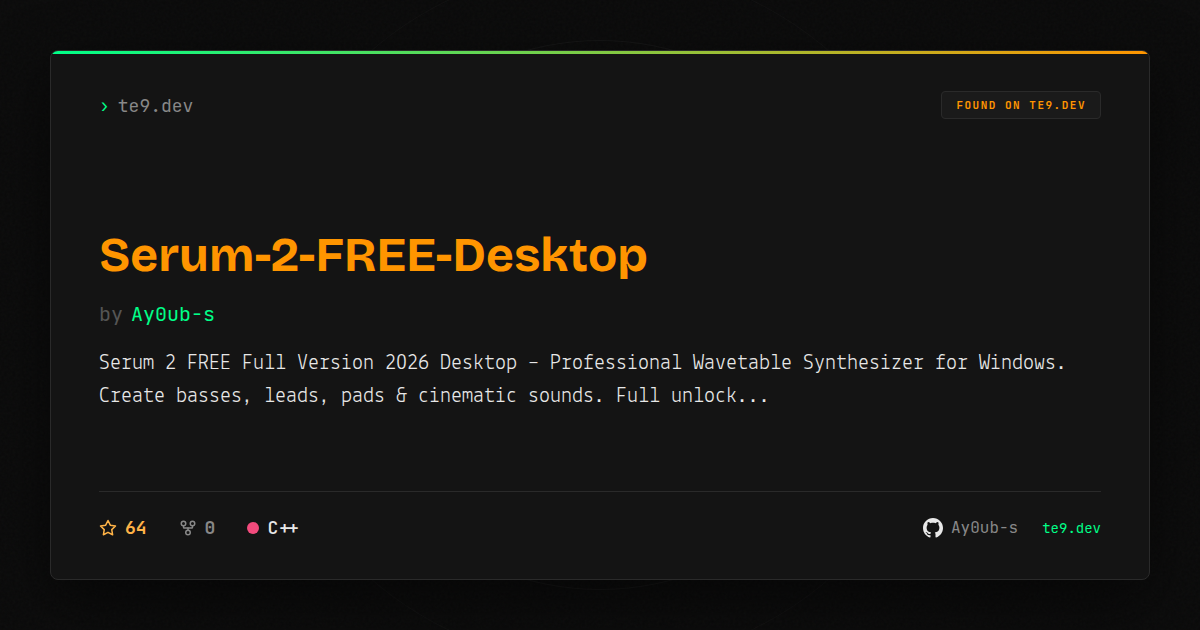 › te9.dev
FOUND ON TE9.DEV
Serum-2-FREE-Desktop
by Ay0ub-s
Serum 2 FREE Full Version 2026 Desktop – Professional Wavetable Synthesizer for Windows.
Create basses, leads, pads & cinematic sounds. Full unlock...
64 0 C++
Ay0ub-s te9.dev